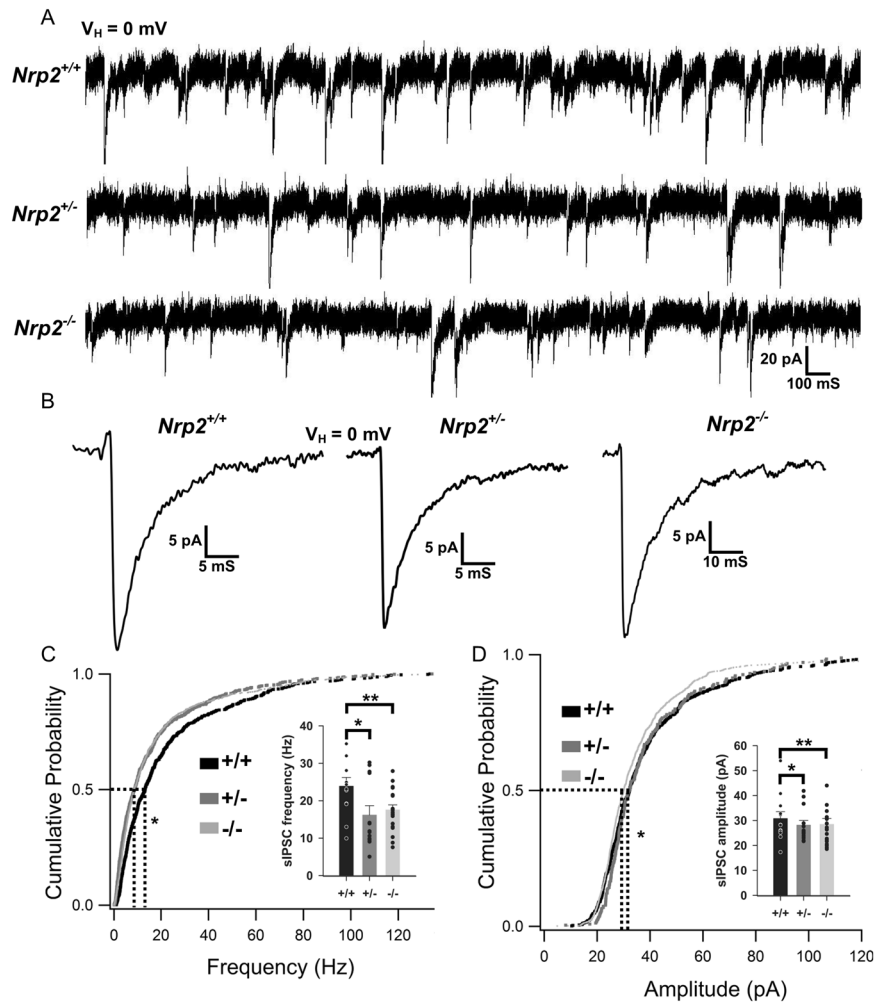 A
V_H = 0 mV
Nrp2+/+
Nrp2+/-
Nrp2-/-
20 pA
100 mS
B
Nrp2+/+
V_H = 0 mV
Nrp2+/-
Nrp2-/-
5 pA
5 mS
5 pA
5 mS
5 pA
10 mS
C
Cumulative Probability
1.0
0.5
0.0
+/+
+/-
-/-
*
sIPSC frequency (Hz)
40
30
20
10
0
**
*
+/+ +/- -/-
0 20 40 60 80 100 120
Frequency (Hz)
D
Cumulative Probability
1.0
0.5
0.0
+/+
+/-
-/-
*
sIPSC amplitude (pA)
60
50
40
30
20
10
0
**
*
+/+ +/- -/-
0 20 40 60 80 100 120
Amplitude (pA)